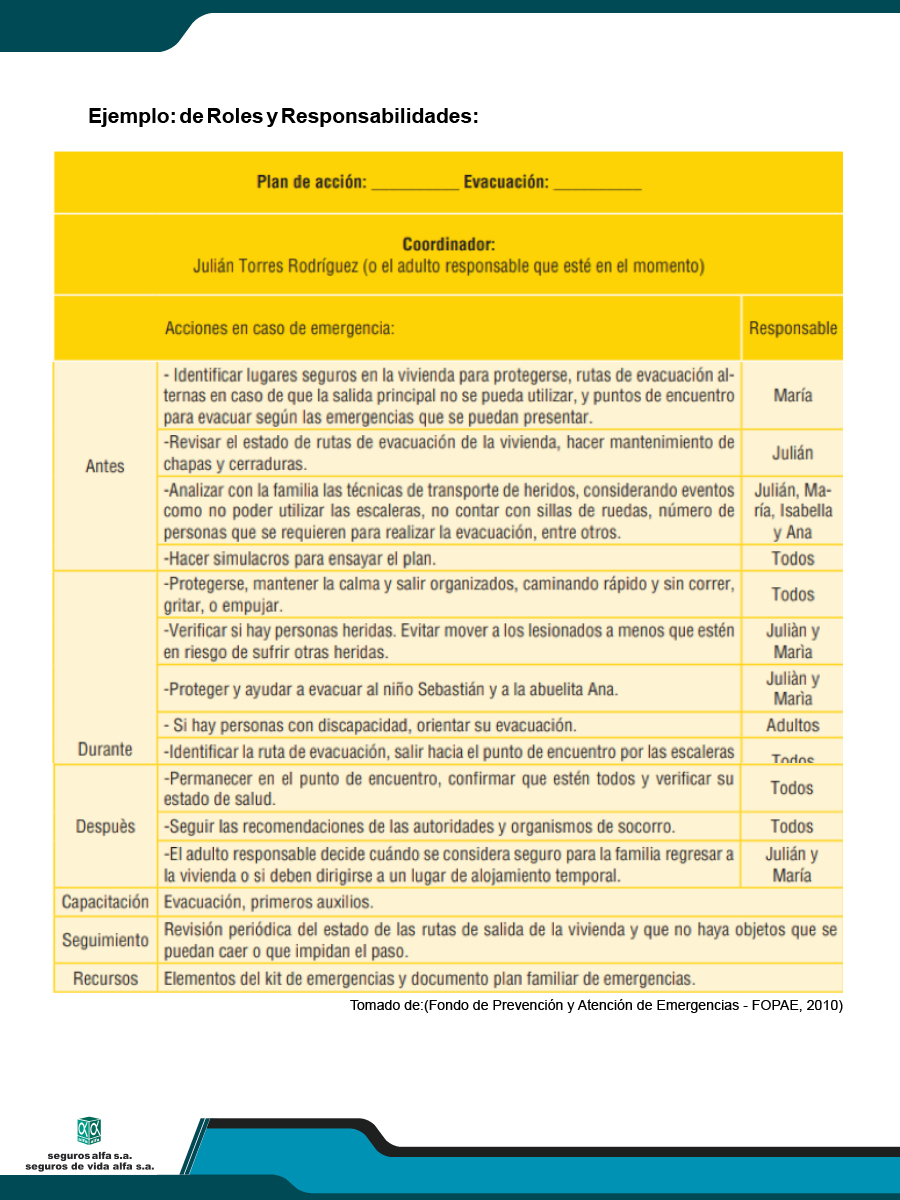 Ejemplo: de Roles y Responsabilidades:
Plan de acción: __________ Evacuación: __________
Coordinador:
Julián Torres Rodríguez (o el adulto responsable que esté en el momento)
Acciones en caso de emergencia:
Responsable
Antes
- Identificar lugares seguros en la vivienda para protegerse, rutas de evacuación al-
ternas en caso de que la salida principal no se pueda utilizar, y puntos de encuentro
para evacuar según las emergencias que se puedan presentar.
María
-Revisar el estado de rutas de evacuación de la vivienda, hacer mantenimiento de
chapas y cerraduras.
Julián
-Analizar con la familia las técnicas de transporte de heridos, considerando eventos
como no poder utilizar las escaleras, no contar con sillas de ruedas, número de
personas que se requieren para realizar la evacuación, entre otros.
Julián, Ma-
ría, Isabella
y Ana
-Hacer simulacros para ensayar el plan.
Todos
Durante
-Protegerse, mantener la calma y salir organizados, caminando rápido y sin correr,
gritar, o empujar.
Todos
-Verificar si hay personas heridas. Evitar mover a los lesionados a menos que estén
en riesgo de sufrir otras heridas.
Juliàn y
Marìa
-Proteger y ayudar a evacuar al niño Sebastián y a la abuelita Ana.
Juliàn y
Marìa
- Si hay personas con discapacidad, orientar su evacuación.
Adultos
-Identificar la ruta de evacuación, salir hacia el punto de encuentro por las escaleras
Todos
Despuès
-Permanecer en el punto de encuentro, confirmar que estén todos y verificar su
estado de salud.
Todos
-Seguir las recomendaciones de las autoridades y organismos de socorro.
Todos
-El adulto responsable decide cuándo se considera seguro para la familia regresar a
la vivienda o si deben dirigirse a un lugar de alojamiento temporal.
Julián y
María
Capacitación
Evacuación, primeros auxilios.
Seguimiento
Revisión periódica del estado de las rutas de salida de la vivienda y que no haya objetos que se
puedan caer o que impidan el paso.
Recursos
Elementos del kit de emergencias y documento plan familiar de emergencias.
Tomado de:(Fondo de Prevención y Atención de Emergencias - FOPAE, 2010)
seguros alfa s.a.
seguros de vida alfa s.a.